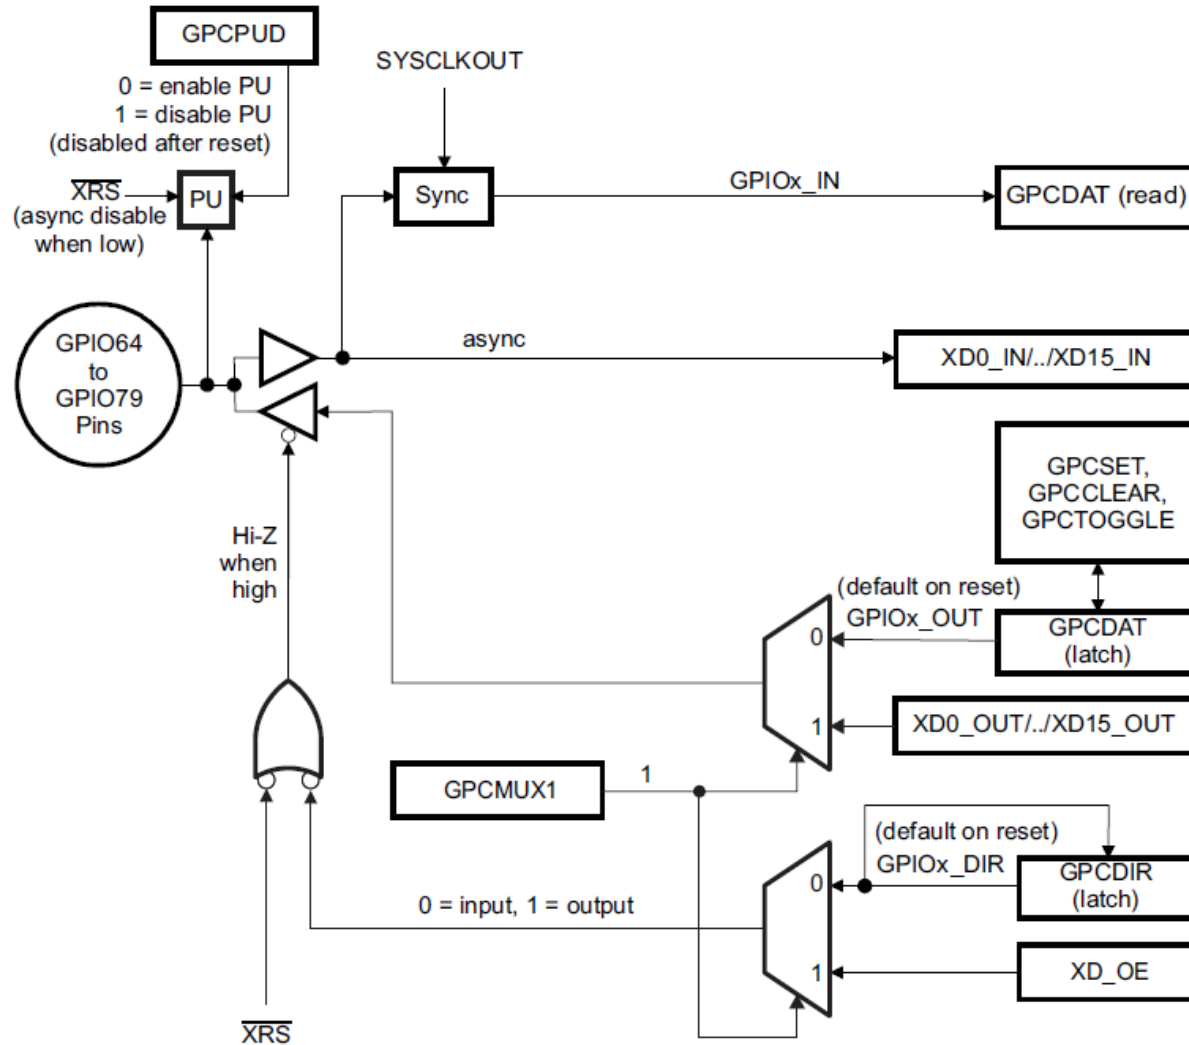 GPCPUD
SYSCLKOUT
0 = enable PU
1 = disable PU
(disabled after reset)
XRS
PU
(async disable
when low)
Sync
GPIOx_IN
GPCDAT (read)
GPIO64
to
GPIO79
Pins
async
XD0_IN/../XD15_IN
GPCSET,
GPCCLEAR,
GPCTOGGLE
Hi-Z
when
high
(default on reset)
GPIOx_OUT
0
GPCDAT
(latch)
1
XD0_OUT/../XD15_OUT
GPCMUX1
1
(default on reset)
GPIOx_DIR
0
GPCDIR
(latch)
0 = input, 1 = output
1
XD_OE
XRS